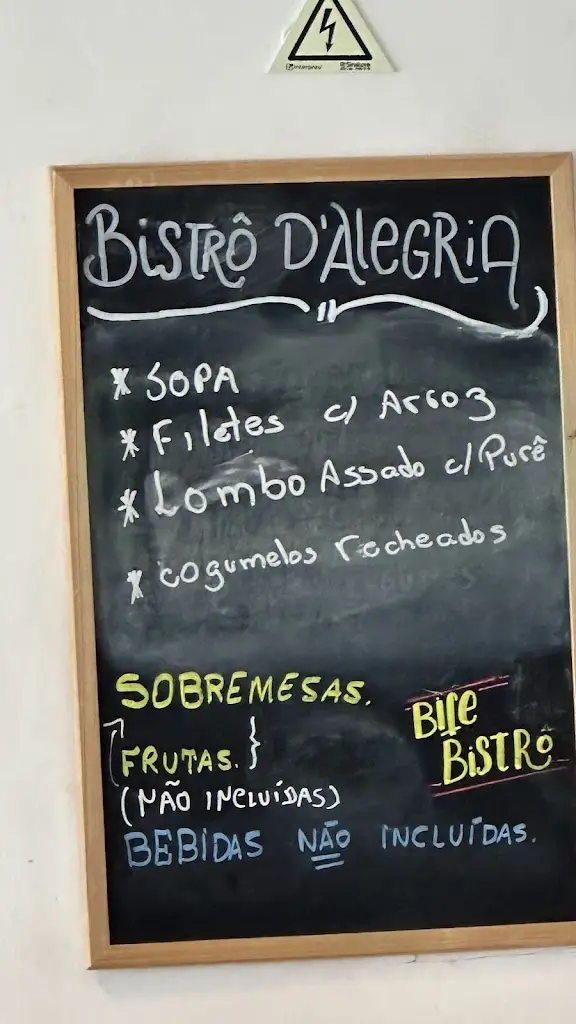 BISTRÔ D'ALEGRIA
* SOPA
* Filetes c/ Arroz
* Lombo Assado c/ Purê
* cogumelos recheados
SOBREMESAS.
FRUTAS. }
(NÃO INCLUÍDAS)
BIFE
BISTRÔ
BEBIDAS NÃO INCLUÍDAS.